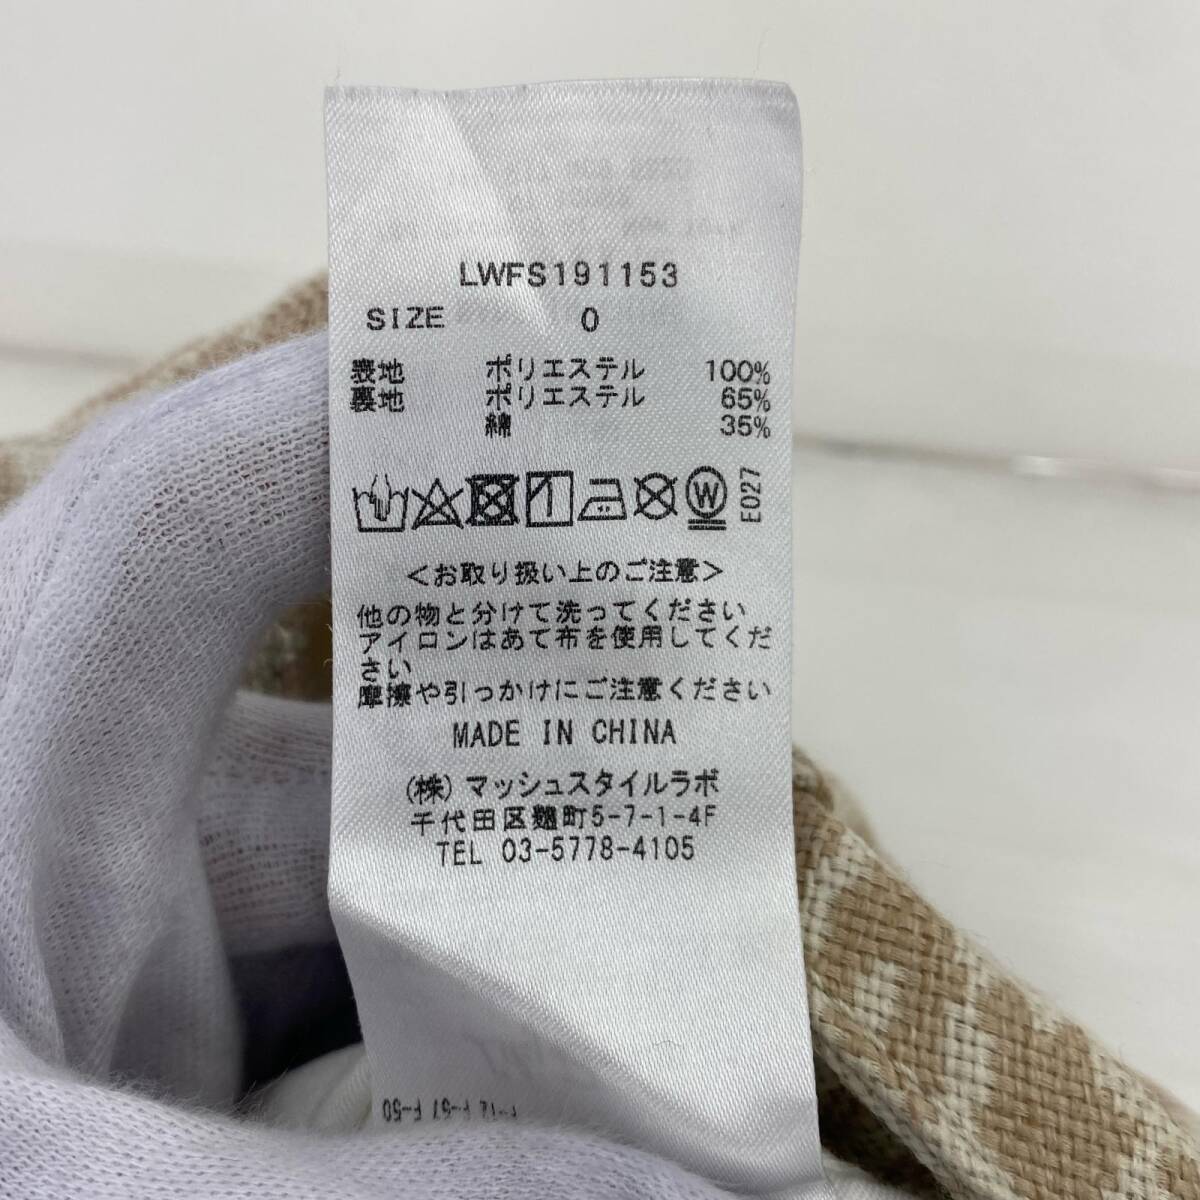 LWFS191153
SIZE 0
表地 ポリエステル 100%
裏地 ポリエステル 65%
綿 35%
W
E027
<お取り扱い上のご注意>
他の物と分けて洗ってください
アイロンはあて布を使用してくだ
さい
摩擦や引っかけにご注意ください
MADE IN CHINA
(株)マッシュスタイルラボ
千代田区麹町5-7-1-4F
TEL 03-5778-4105